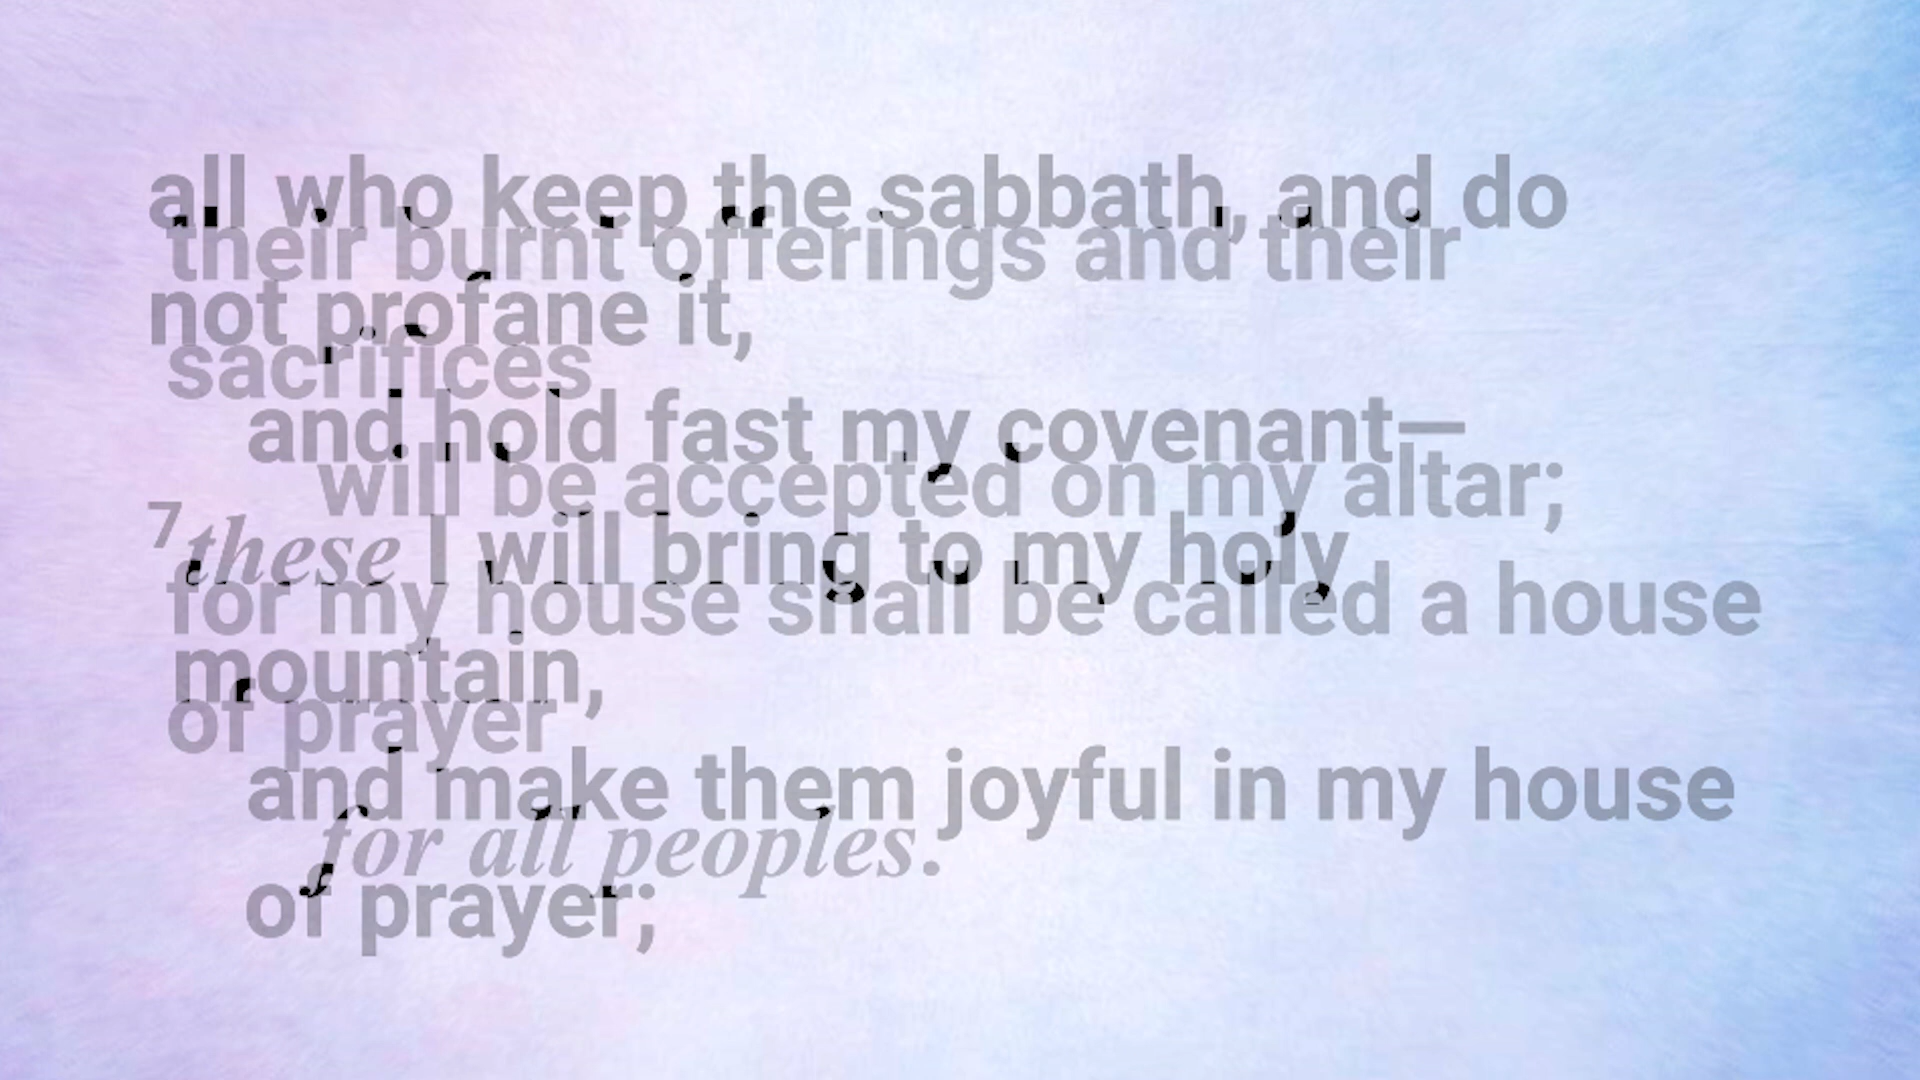 all who keep the sabbath, and do
not profane it,
and hold fast my covenant—
7these I will bring to my holy
mountain,
and make them joyful in my house
of prayer;
their burnt offerings and their
sacrifices
will be accepted on my altar;
for my house shall be called a house
of prayer
for all peoples.